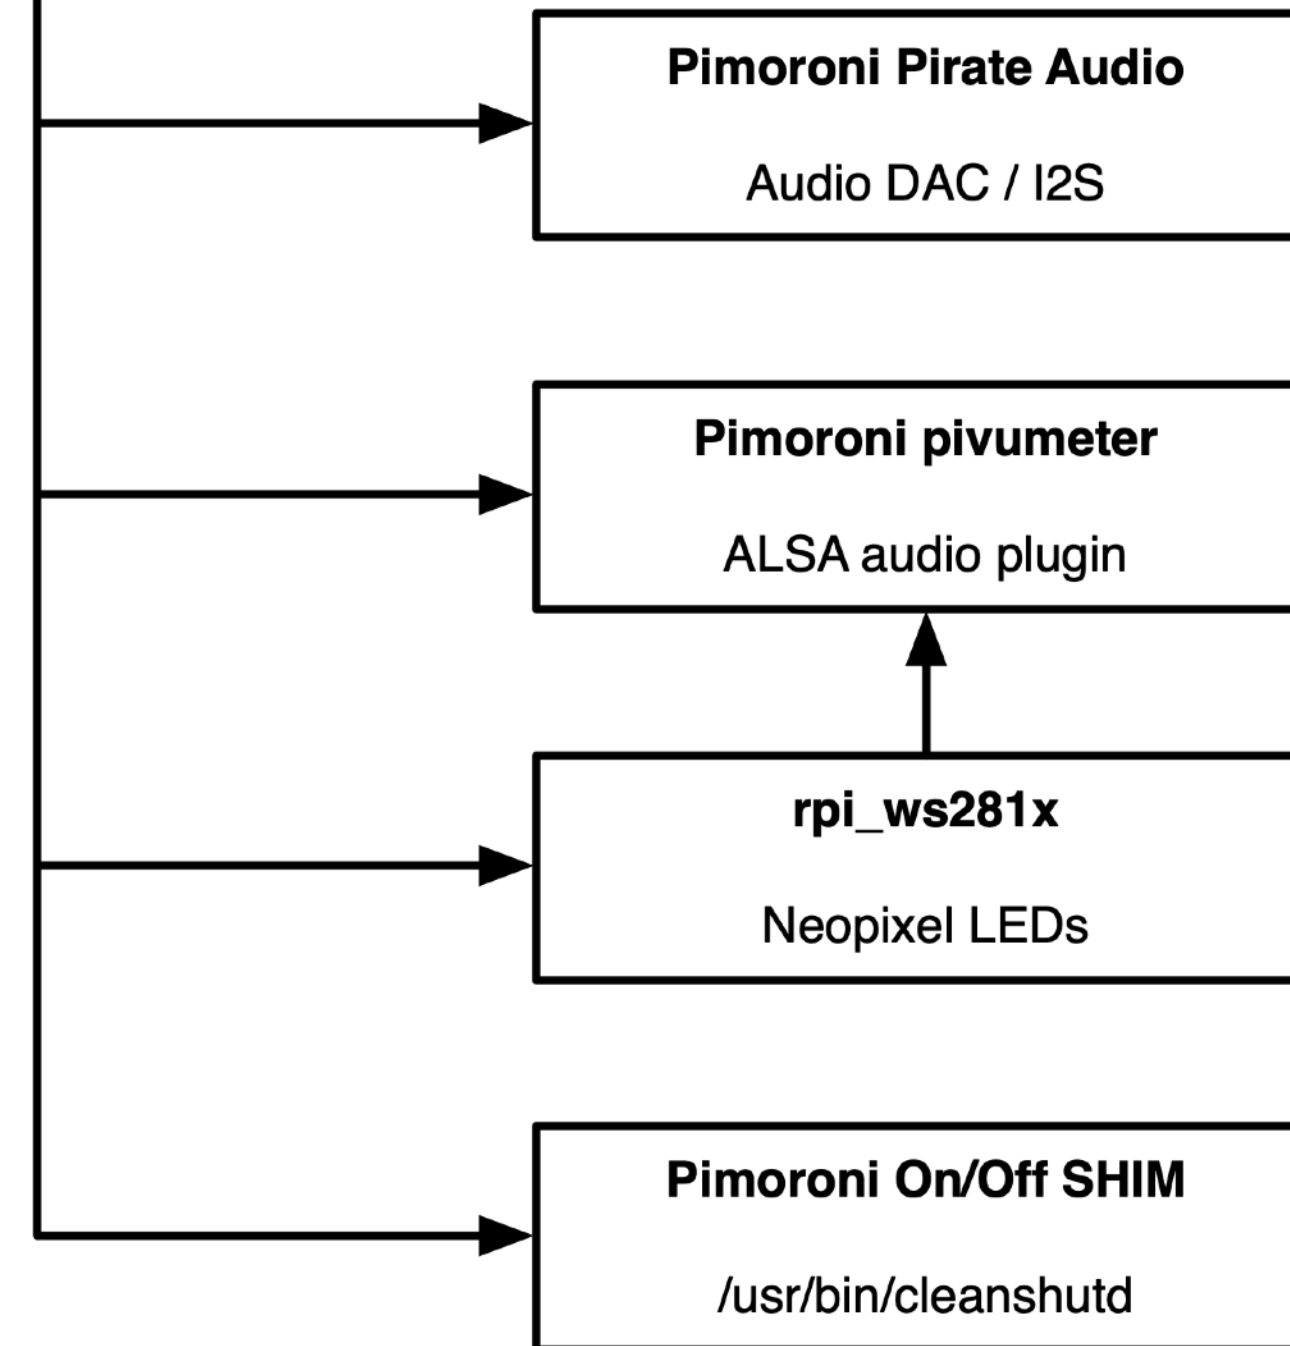 Pimoroni Pirate Audio
Audio DAC / I2S
Pimoroni pivumeter
ALSA audio plugin
rpi_ws281x
Neopixel LEDs
Pimoroni On/Off SHIM
/usr/bin/cleanshutd